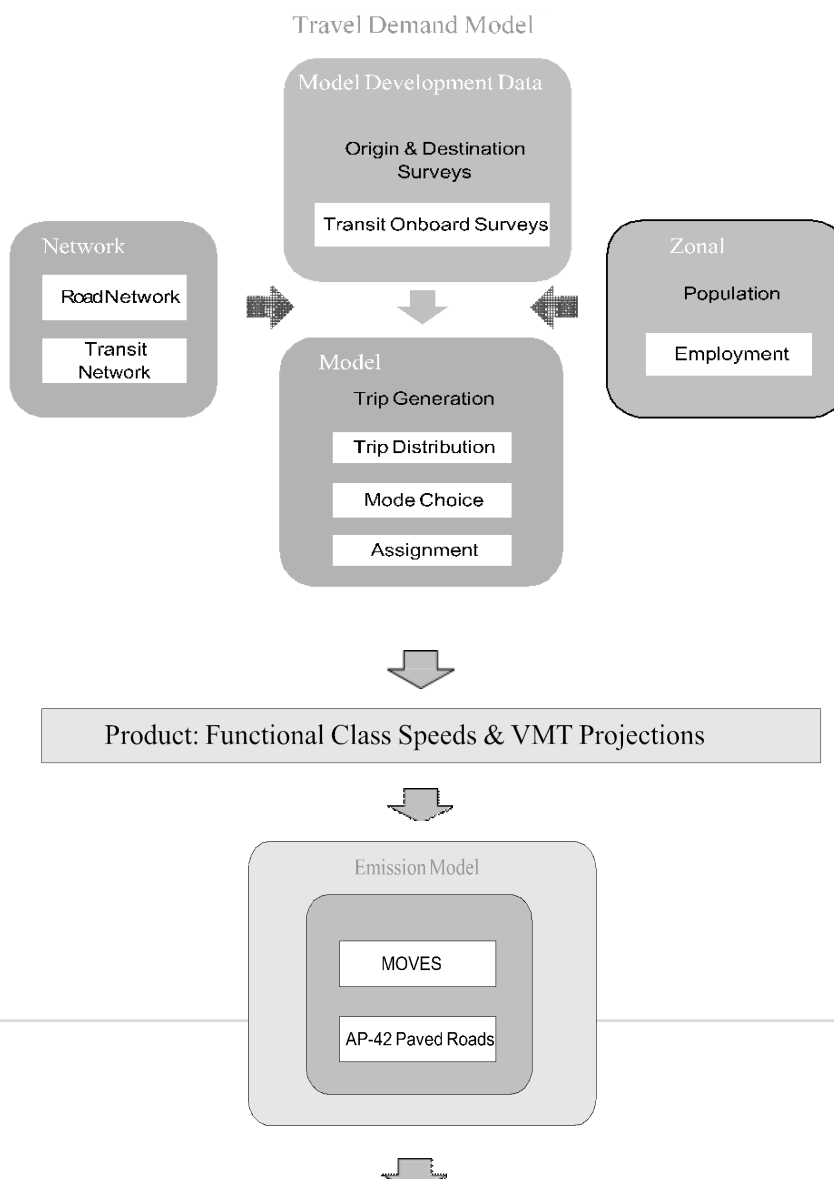 Travel Demand Model
Model Development Data
Origin & Destination
Surveys
Transit Onboard Surveys
Network
Road Network
Transit
Network
Zonal
Population
Employment
Model
Trip Generation
Trip Distribution
Mode Choice
Assignment
Product: Functional Class Speeds & VMT Projections
Emission Model
MOVES
AP-42 Paved Roads